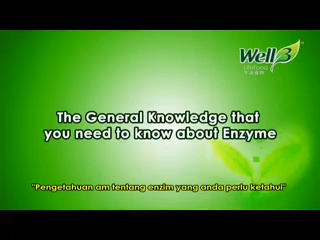 Well3
LifeFood
The General Knowledge that
you need to know about Enzyme
"Pengetahuan am tentang enzim yang anda perlu ketahui"